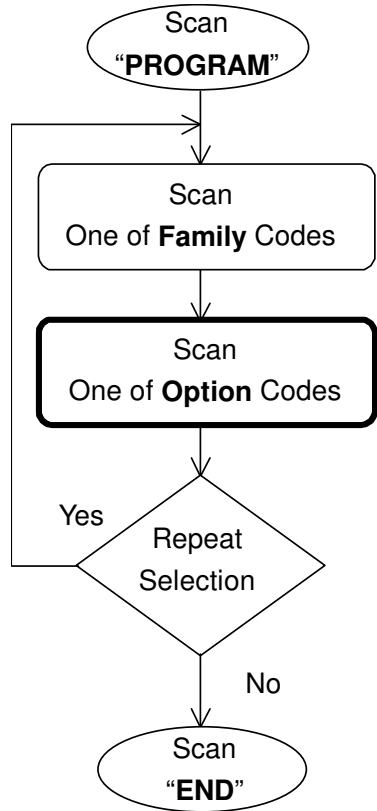 Scan
“PROGRAM”
Scan
One of Family Codes
Scan
One of Option Codes
Yes
Repeat
Selection
No
Scan
“END”